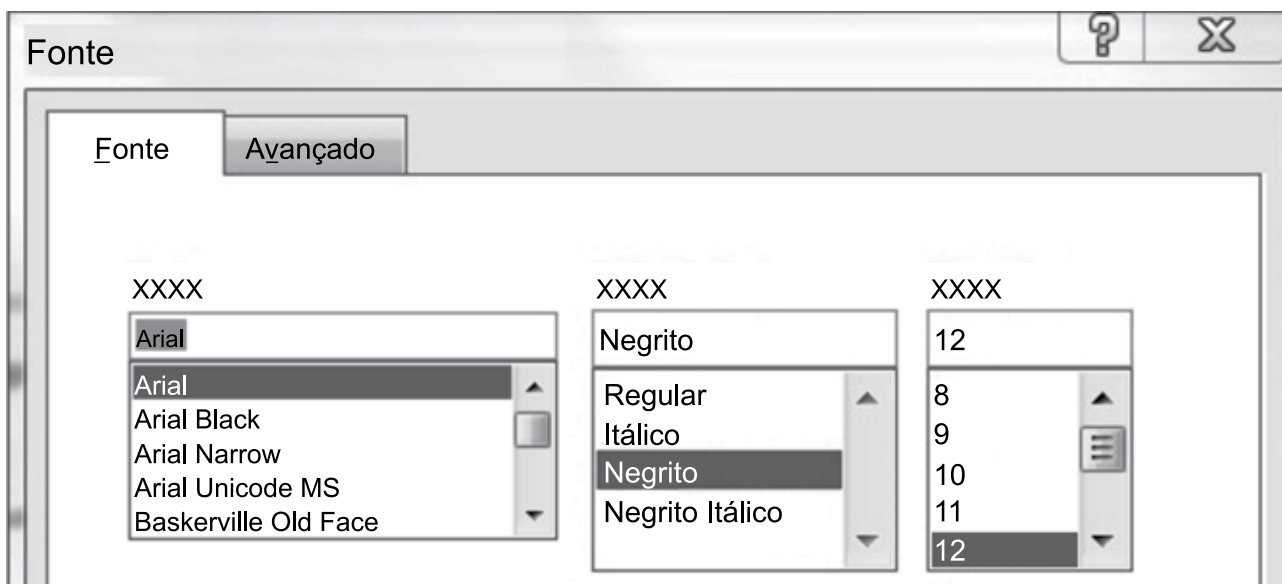 Fonte
Fonte Avançado
XXXX XXXX XXXX
Arial Negrito 12
Arial Regular 8
Arial Black Itálico 9
Arial Narrow Negrito 10
Arial Unicode MS Negrito Itálico 11
Baskerville Old Face 12